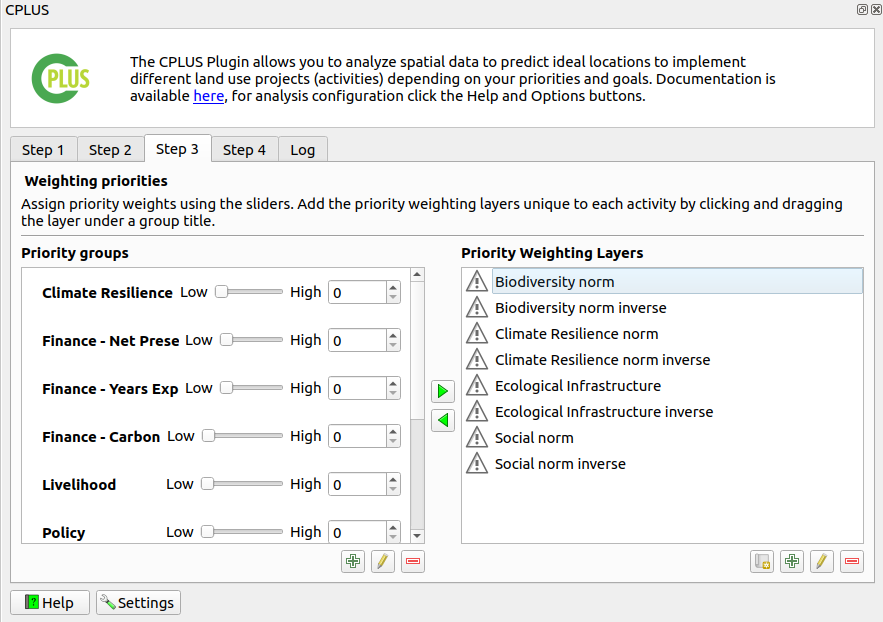 CPLUS
CPLUS
The CPLUS Plugin allows you to analyze spatial data to predict ideal locations to implement
different land use projects (activities) depending on your priorities and goals. Documentation is
available here, for analysis configuration click the Help and Options buttons.
Step 1 Step 2 Step 3 Step 4 Log
Weighting priorities
Assign priority weights using the sliders. Add the priority weighting layers unique to each activity by clicking and dragging
the layer under a group title.
Priority groups
Climate Resilience Low High 0
Finance - Net Prese Low High 0
Finance - Years Exp Low High 0
Finance - Carbon Low High 0
Livelihood Low High 0
Policy Low High 0
Priority Weighting Layers
Biodiversity norm
Biodiversity norm inverse
Climate Resilience norm
Climate Resilience norm inverse
Ecological Infrastructure
Ecological Infrastructure inverse
Social norm
Social norm inverse
Help Settings